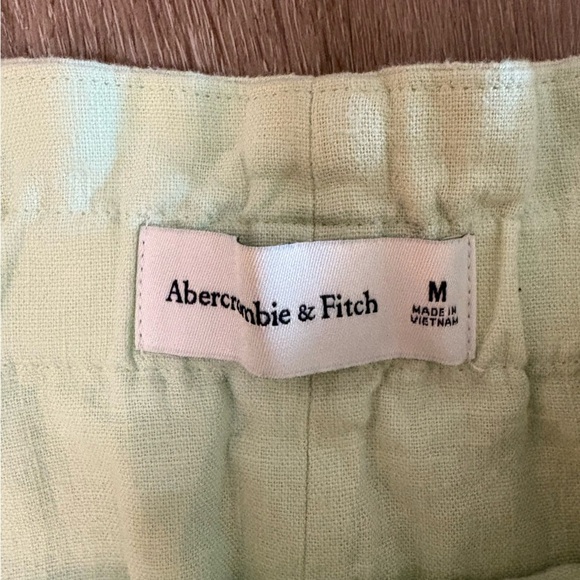 Abercrombie & Fitch
M
MADE IN
VIETNAM